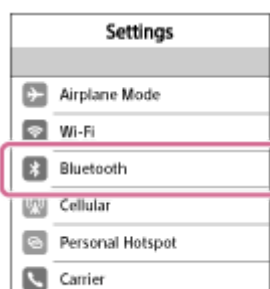 Settings
Airplane Mode
Wi-Fi
Bluetooth
Cellular
Personal Hotspot
Carrier